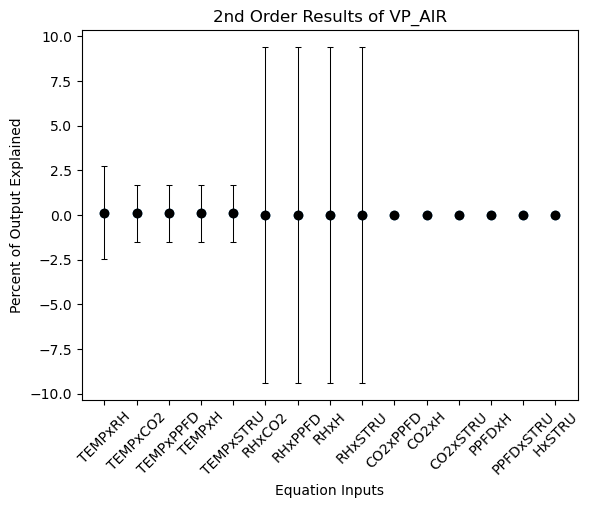 2nd Order Results of VP_AIR
Percent of Output Explained
10.0
7.5
5.0
2.5
0.0
−2.5
−5.0
−7.5
−10.0
TEMPxRH
TEMPxCO2
TEMPxPPFD
TEMPxH
TEMPxSTRU
RHxCO2
RHxPPFD
RHxH
RHxSTRU
CO2xPPFD
CO2xH
CO2xSTRU
PPFDxH
PPFDxSTRU
HxSTRU
Equation Inputs